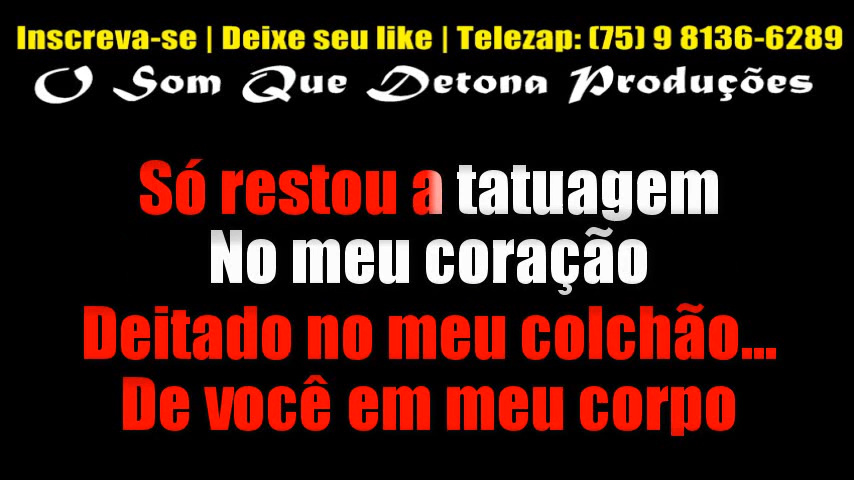 Inscreva-se | Deixe seu like | Telezap: (75) 9 8136-6289
O Som Que Detona Produções
Só restou a tatuagem
No meu coração
Deitado no meu colchão...
De você em meu corpo